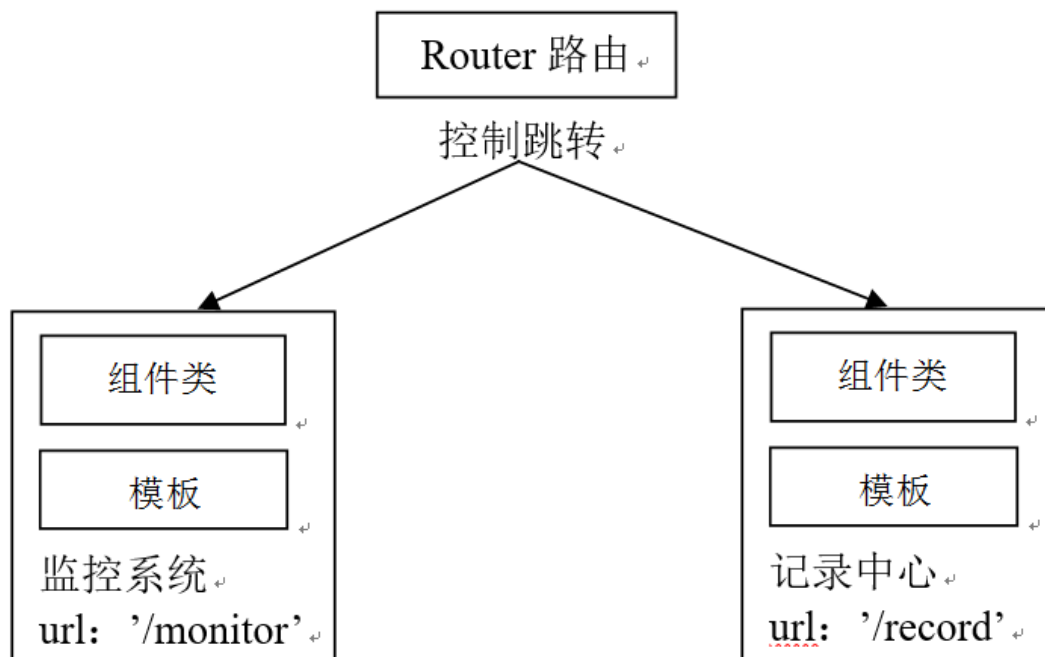 Router 路由
控制跳转
组件类
模板
监控系统
url：’/monitor’
组件类
模板
记录中心
url：’/record’